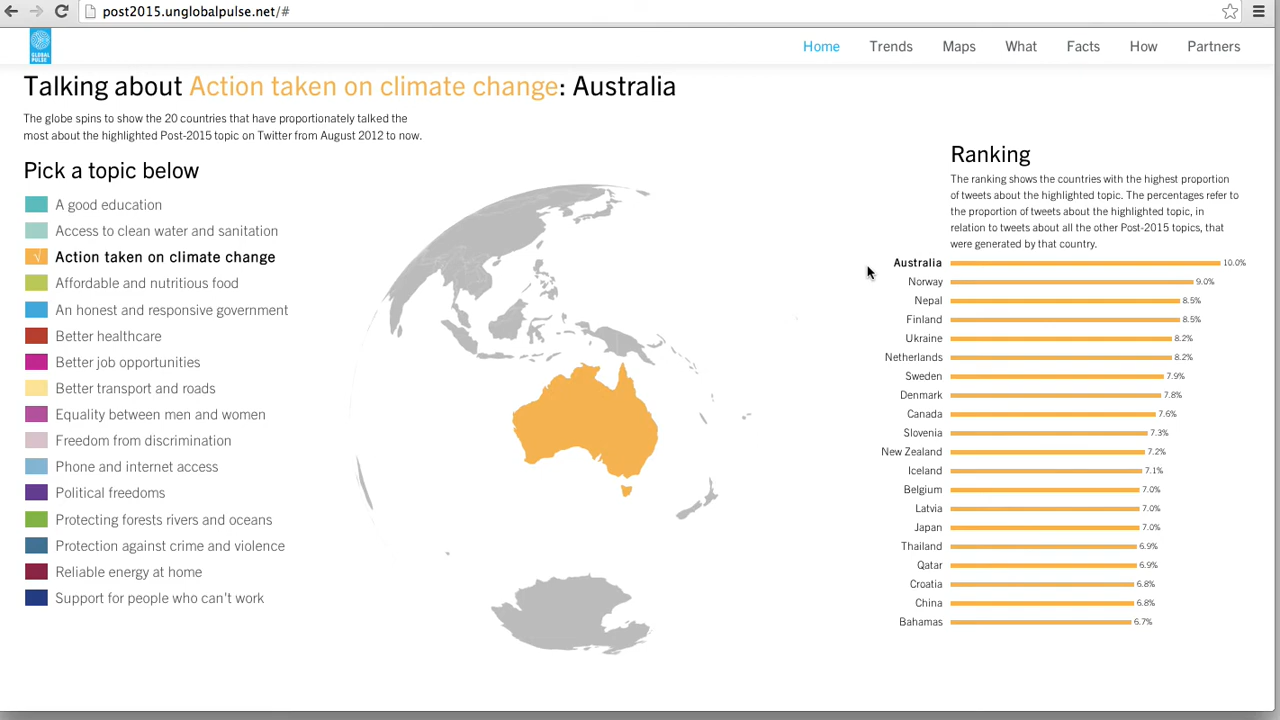 post2015.unglobalpulse.net/#
GLOBAL
PULSE
Home Trends Maps What Facts How Partners
Talking about Action taken on climate change: Australia
The globe spins to show the 20 countries that have proportionately talked the
most about the highlighted Post-2015 topic on Twitter from August 2012 to now.
Pick a topic below
A good education
Access to clean water and sanitation
√ Action taken on climate change
Affordable and nutritious food
An honest and responsive government
Better healthcare
Better job opportunities
Better transport and roads
Equality between men and women
Freedom from discrimination
Phone and internet access
Political freedoms
Protecting forests rivers and oceans
Protection against crime and violence
Reliable energy at home
Support for people who can't work
Ranking
The ranking shows the countries with the highest proportion
of tweets about the highlighted topic. The percentages refer to
the proportion of tweets about the highlighted topic, in
relation to tweets about all the other Post-2015 topics, that
were generated by that country.
Australia 10.0%
Norway 9.0%
Nepal 8.5%
Finland 8.5%
Ukraine 8.2%
Netherlands 8.2%
Sweden 7.9%
Denmark 7.8%
Canada 7.6%
Slovenia 7.3%
New Zealand 7.2%
Iceland 7.1%
Belgium 7.0%
Latvia 7.0%
Japan 7.0%
Thailand 6.9%
Qatar 6.9%
Croatia 6.8%
China 6.8%
Bahamas 6.7%